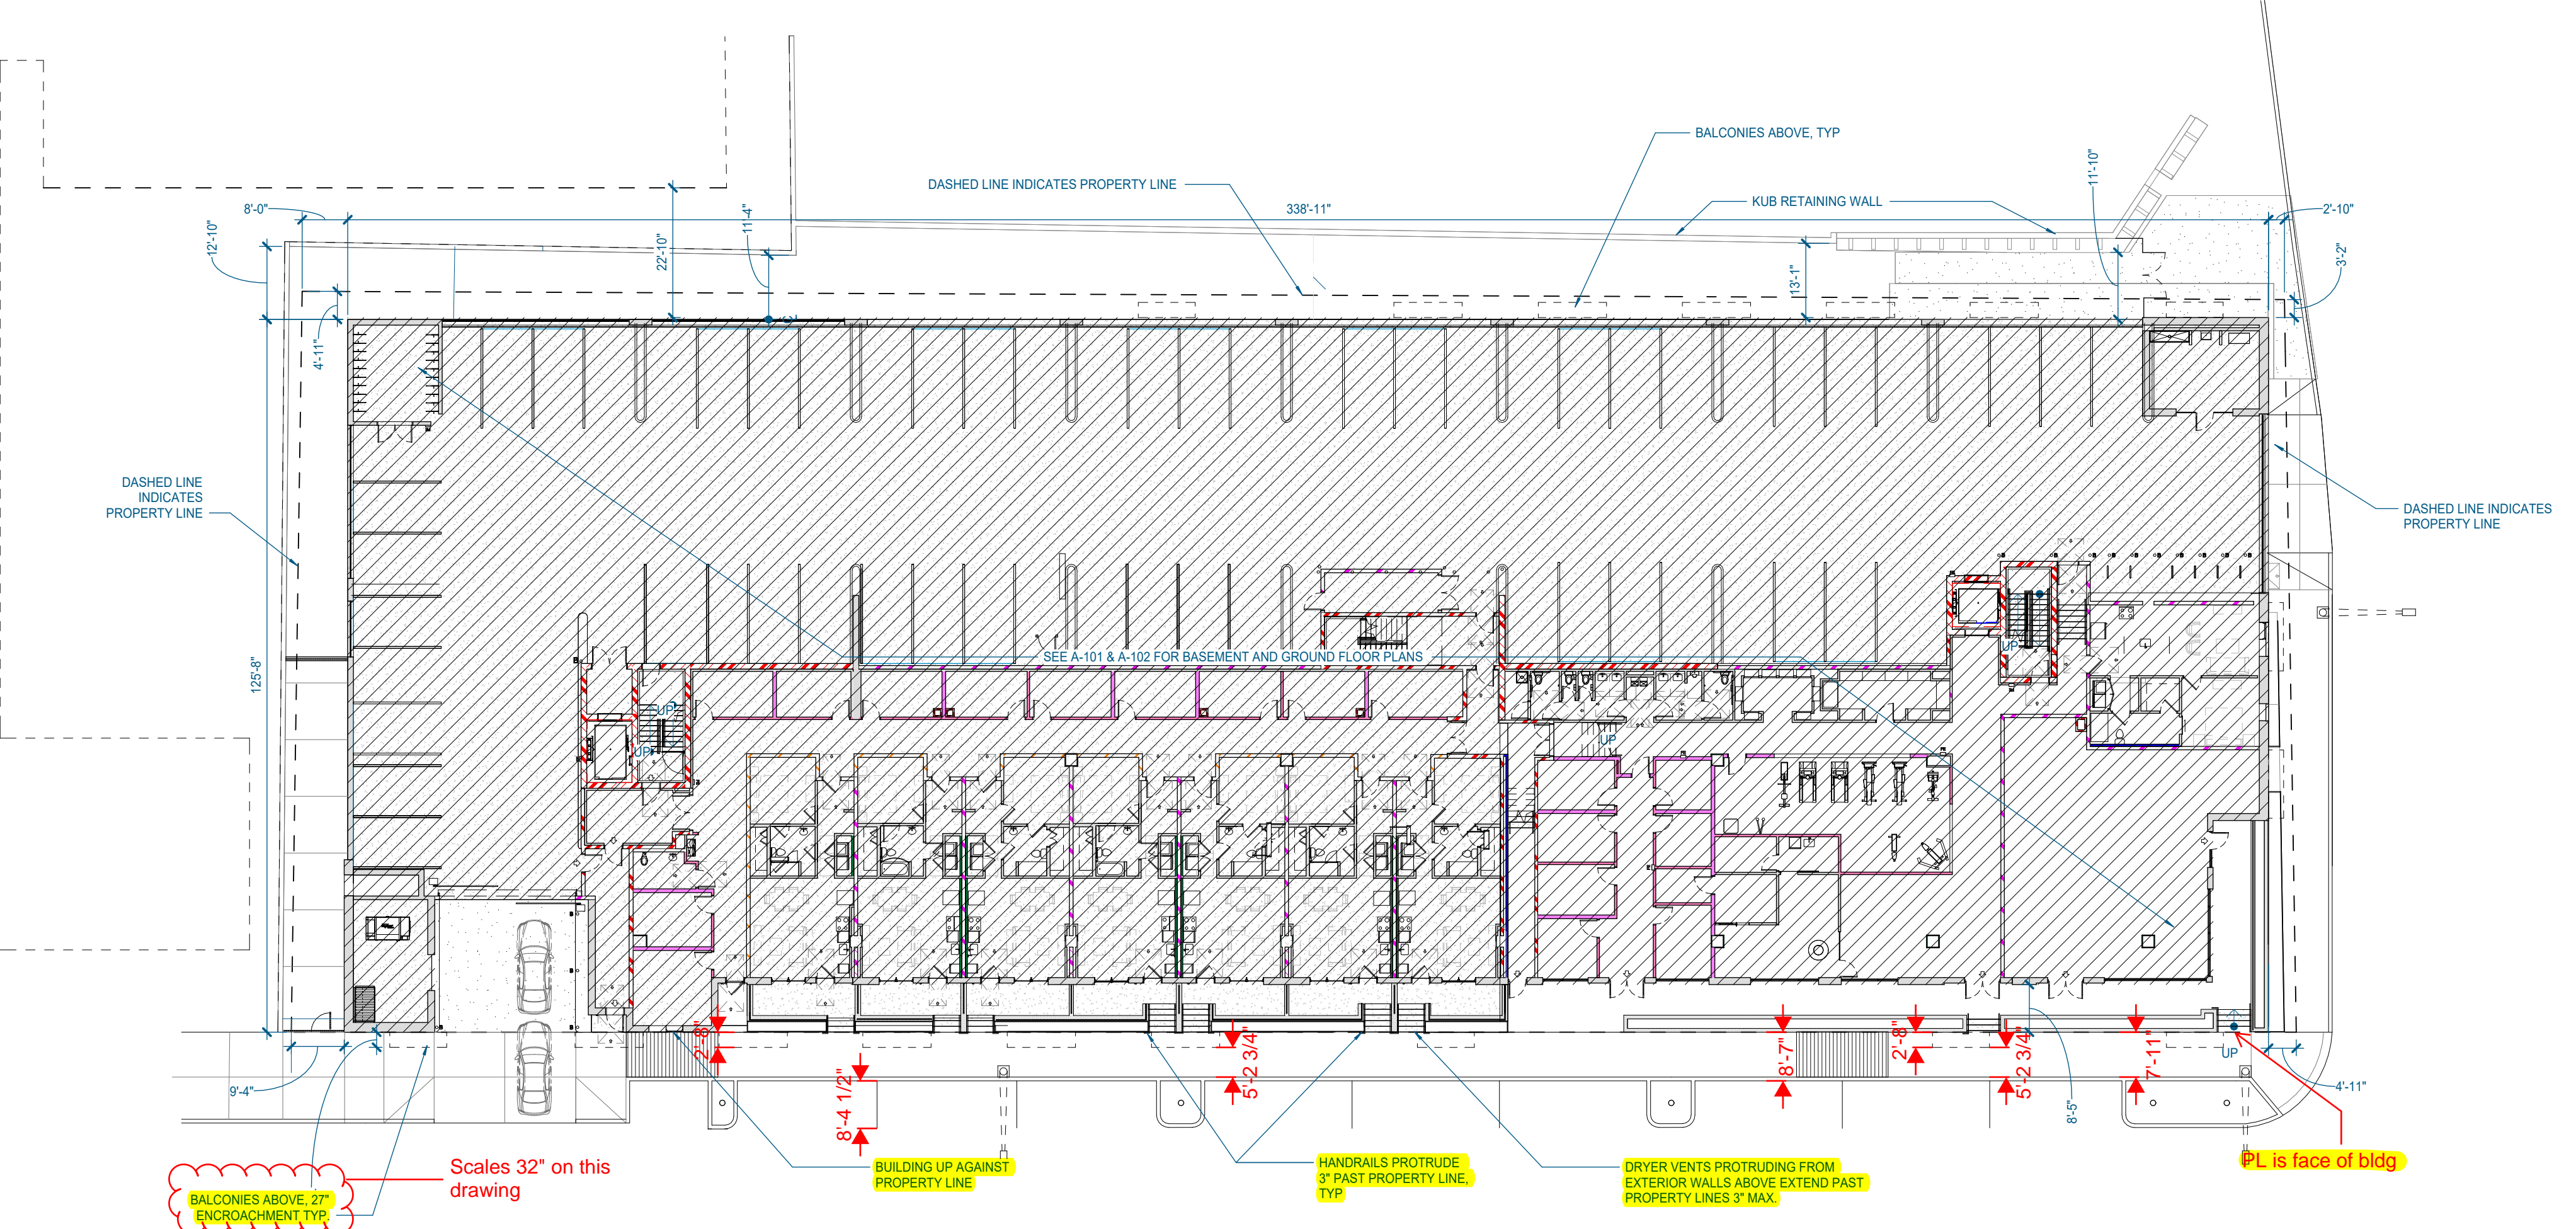 BALCONIES ABOVE, TYP
DASHED LINE INDICATES PROPERTY LINE
KUB RETAINING WALL
8'-0"
338'-11"
2'-10"
12'-10"
22'-10"
11'-4"
13'-1"
11'-10"
3'-2"
4'-11"
DASHED LINE
INDICATES
PROPERTY LINE
DASHED LINE INDICATES
PROPERTY LINE
125'-8"
SEE A-101 & A-102 FOR BASEMENT AND GROUND FLOOR PLANS
UP
UP
UP
UP
UP
9'-4"
2'-8"
8'-4 1/2"
5'-2 3/4"
8'-7"
2'-8"
5'-2 3/4"
7'-11"
8'-5"
4'-11"
Scales 32" on this
drawing
BALCONIES ABOVE, 27"
ENCROACHMENT TYP.
BUILDING UP AGAINST
PROPERTY LINE
HANDRAILS PROTRUDE
3" PAST PROPERTY LINE,
TYP
DRYER VENTS PROTRUDING FROM
EXTERIOR WALLS ABOVE EXTEND PAST
PROPERTY LINES 3" MAX.
PL is face of bldg